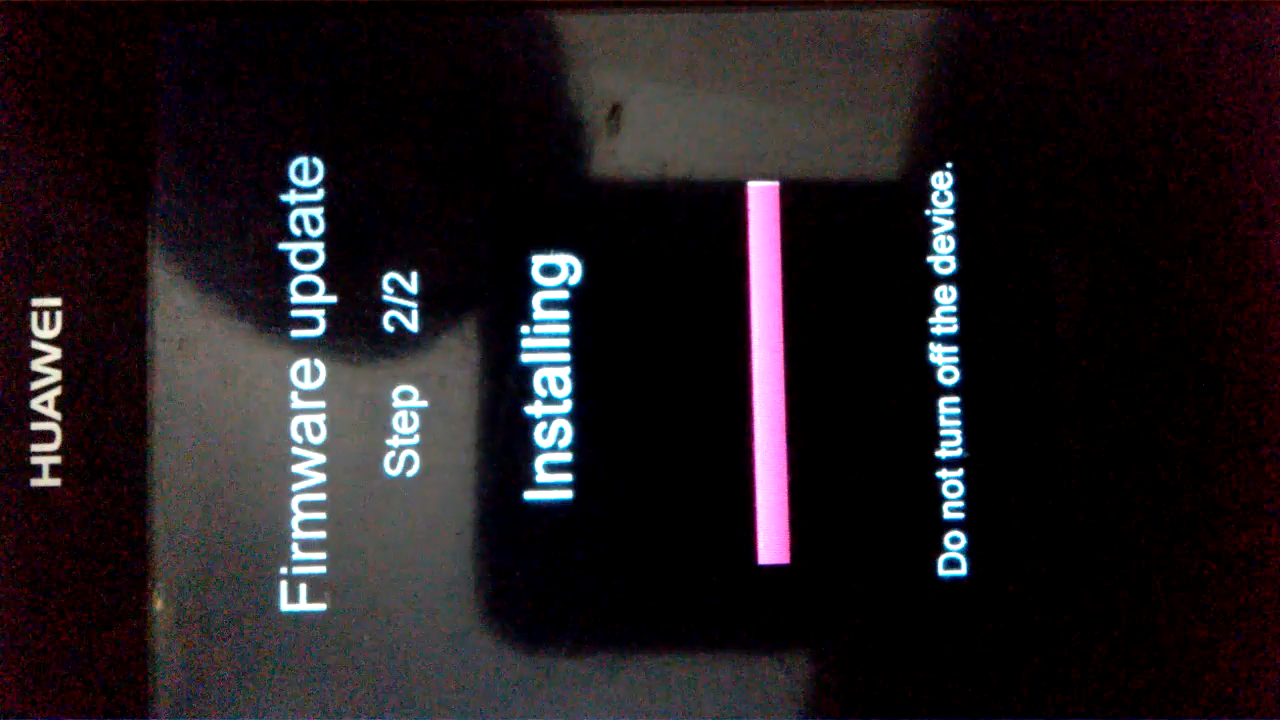 HUAWEI
Firmware update
Step 2/2
Installing
Do not turn off the device.